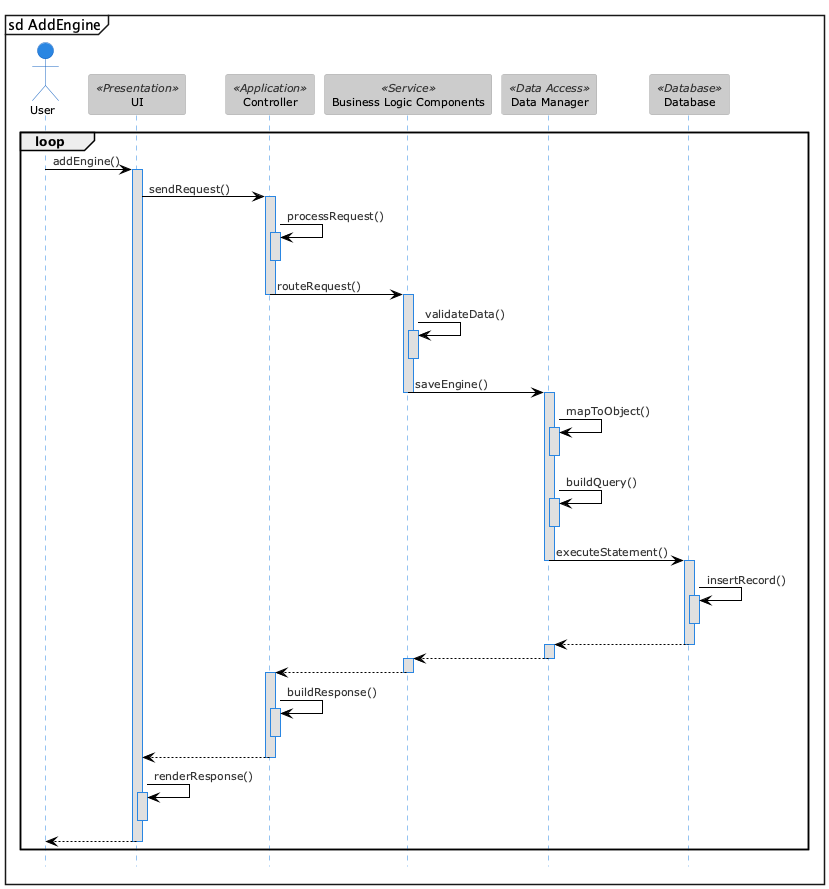 sd AddEngine
User
«Presentation»
UI
«Application»
Controller
«Service»
Business Logic Components
«Data Access»
Data Manager
«Database»
Database
loop
addEngine()
sendRequest()
processRequest()
routeRequest()
validateData()
saveEngine()
mapToObject()
buildQuery()
executeStatement()
insertRecord()
buildResponse()
renderResponse()